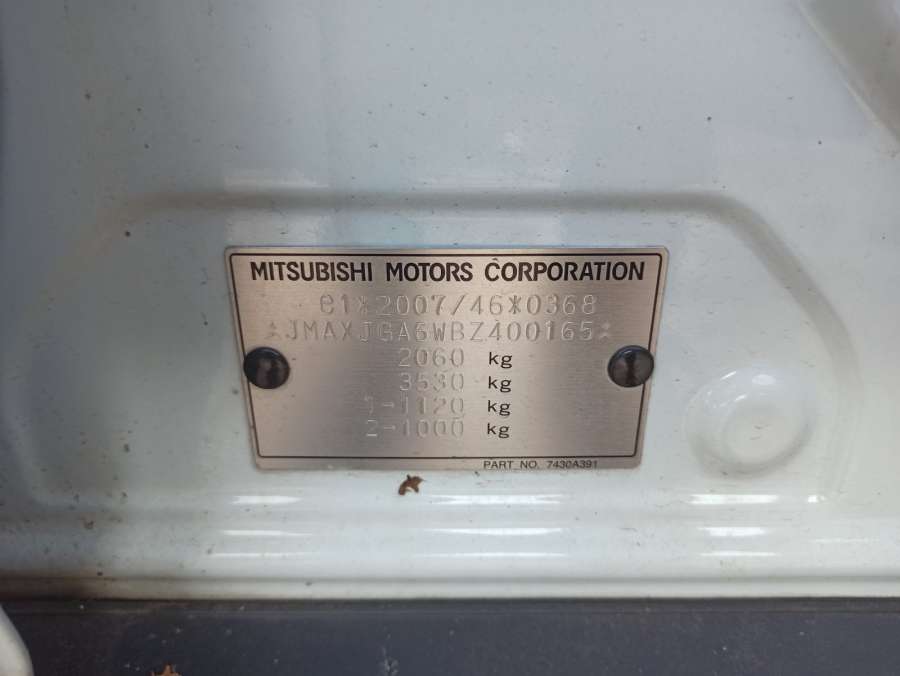 MITSUBISHI MOTORS CORPORATION
e1*2007/46*0368
*JMAXJGA6WBZ400165*
2060 kg
3530 kg
1-1120 kg
2-1000 kg
PART NO. 7430A391